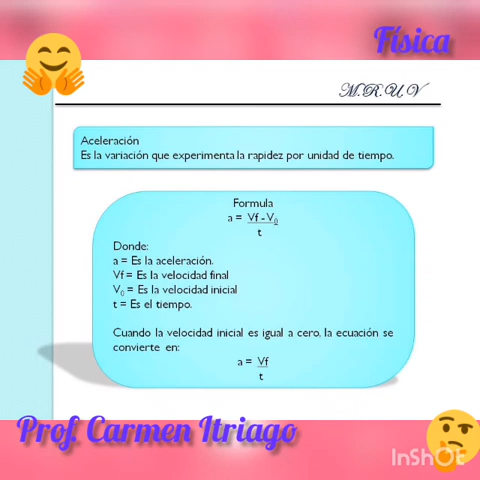 Física
M.R.U.V
Aceleración
Es la variación que experimenta la rapidez por unidad de tiempo.
Formula
a = Vf - V₀
t
Donde:
a = Es la aceleración.
Vf = Es la velocidad final
V₀ = Es la velocidad inicial
t = Es el tiempo.
Cuando la velocidad inicial es igual a cero, la ecuación se
convierte en:
a = Vf
t
Prof. Carmen Itriago
InShOt